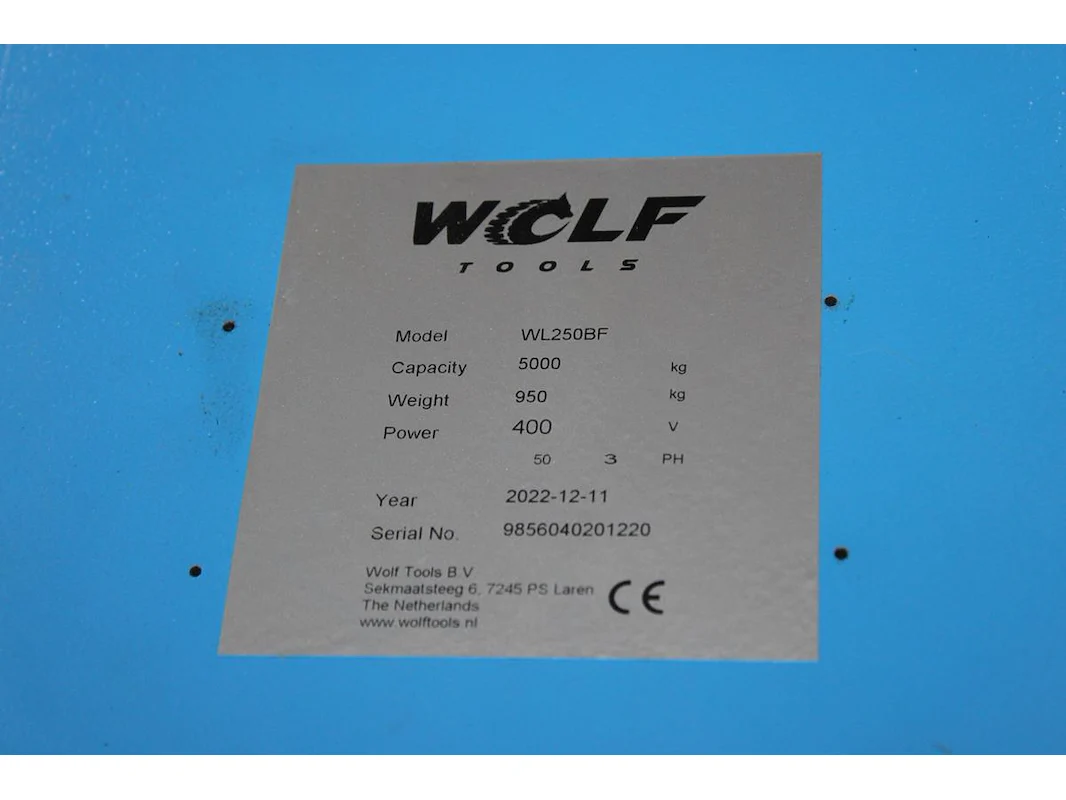 WOLF
TOOLS
Model WL250BF
Capacity 5000 kg
Weight 950 kg
Power 400 V
50 3 PH
Year 2022-12-11
Serial No. 9856040201220
Wolf Tools B.V
Sekmaatsteeg 6, 7245 PS Laren
The Netherlands
www.wolftools.nl
CE